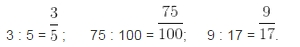 3 : 5 = 3/5 ; 75 : 100 = 75/100; 9 : 17 = 9/17.